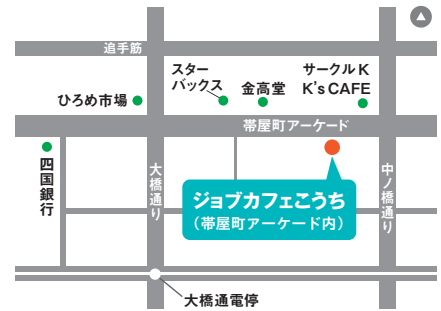 追手筋
スター
バックス
サークルK
K's CAFE
金高堂
ひろめ市場
帯屋町アーケード
四国銀行
大橋通り
中ノ橋通り
ジョブカフェこうち
（帯屋町アーケード内）
大橋通電停